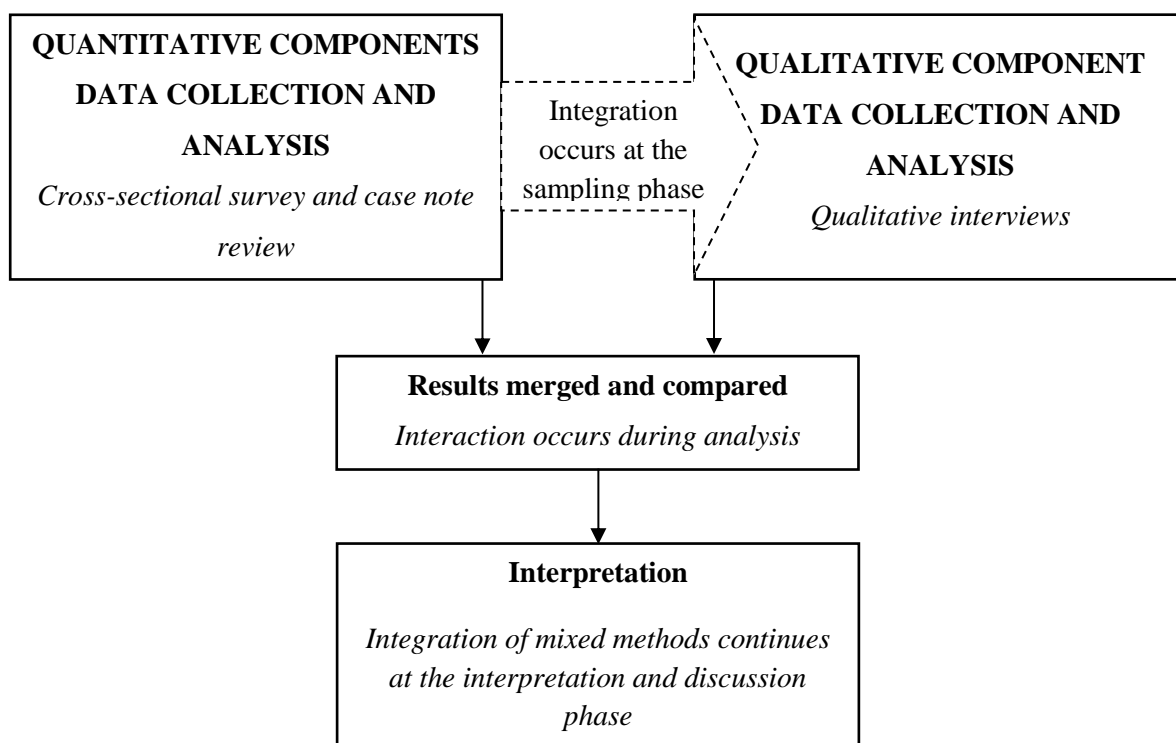 QUANTITATIVE COMPONENTS
DATA COLLECTION AND
ANALYSIS
Cross-sectional survey and case note
review
Integration
occurs at the
sampling phase
QUALITATIVE COMPONENT
DATA COLLECTION AND
ANALYSIS
Qualitative interviews
Results merged and compared
Interaction occurs during analysis
Interpretation
Integration of mixed methods continues
at the interpretation and discussion
phase